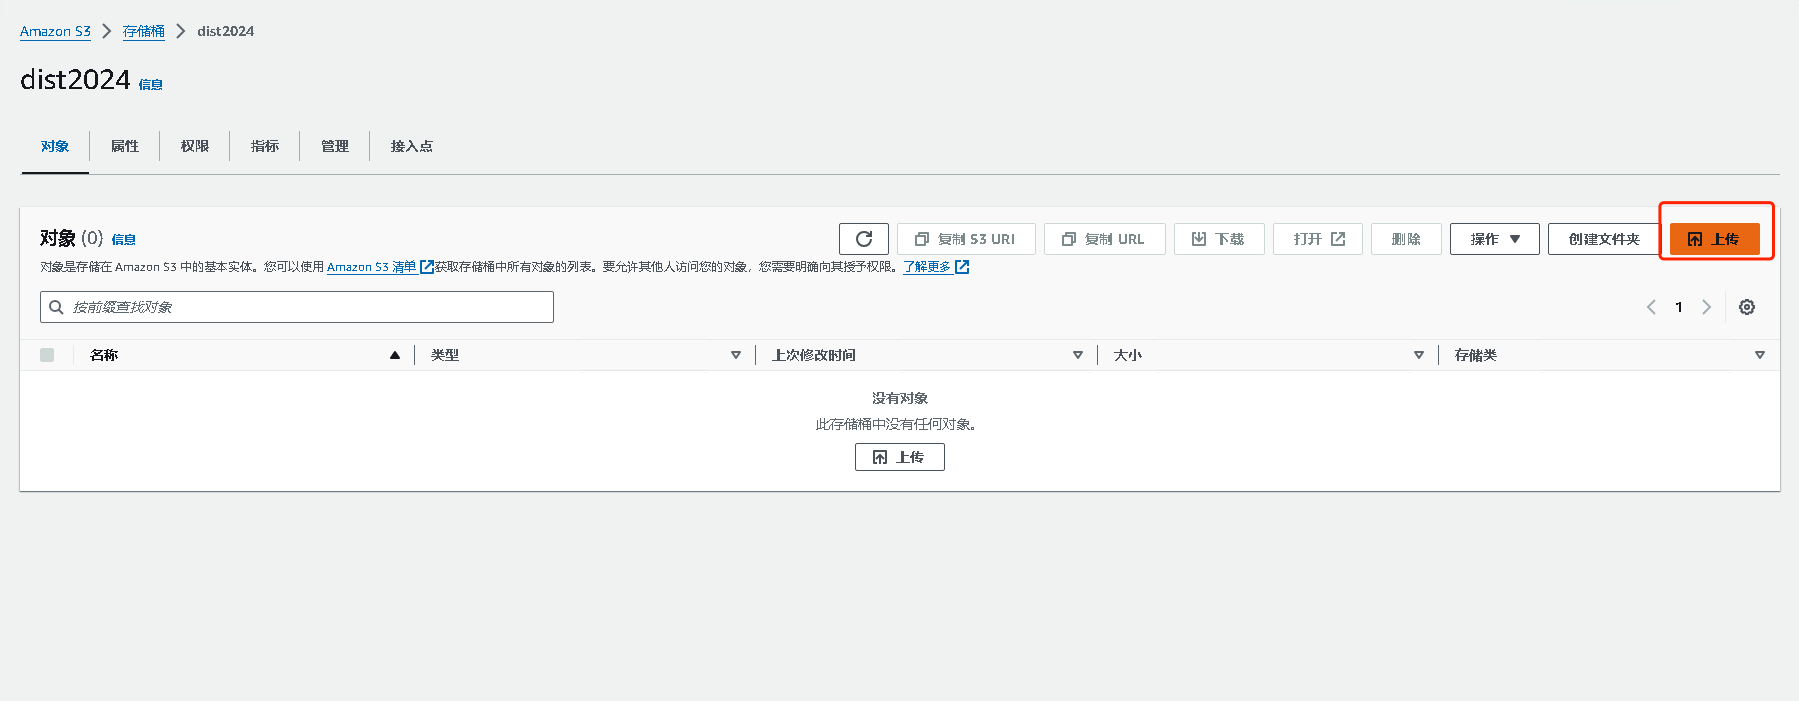 Amazon S3 存储桶 dist2024
dist2024 信息
对象 属性 权限 指标 管理 接入点
对象 (0) 信息 复制 S3 URI 复制 URL 下载 打开 删除 操作 创建文件夹 上传
对象是存储在 Amazon S3 中的基本实体。您可以使用 Amazon S3 清单 获取存储桶中所有对象的列表。要允许其他人访问您的对象，您需要明确向其授予权限。 了解更多
按前缀查找对象 1
名称 类型 上次修改时间 大小 存储类
没有对象
此存储桶中没有任何对象。
上传